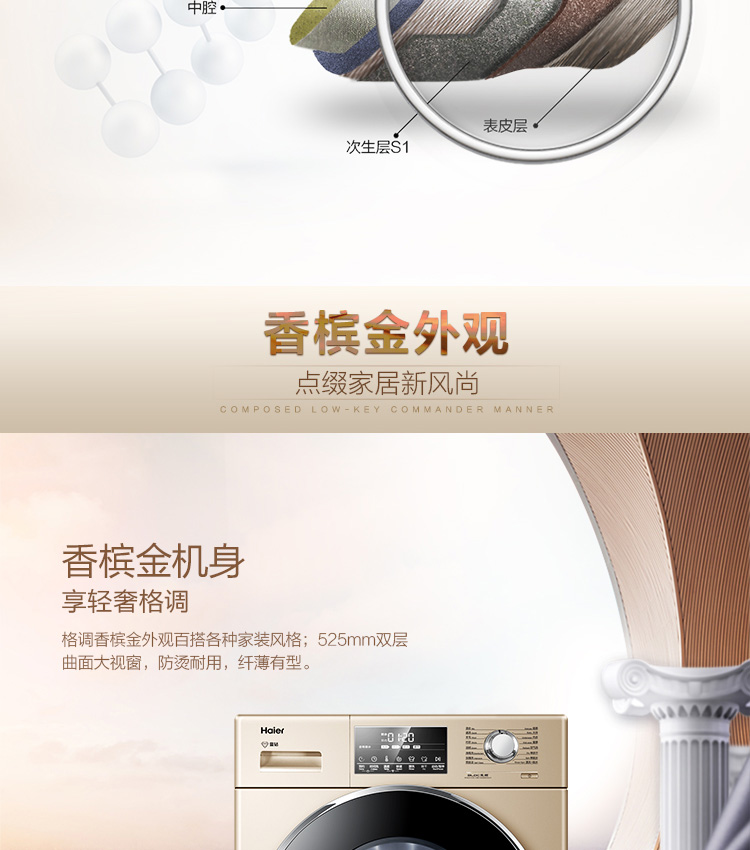 中腔
表皮层
次生层S1
香槟金外观
点缀家居新风尚
COMPOSED LOW-KEY COMMANDER MANNER
香槟金机身
享轻奢格调
格调香槟金外观百搭各种家装风格；525mm双层
曲面大视窗，防烫耐用，纤薄有型。
Haier
01:20